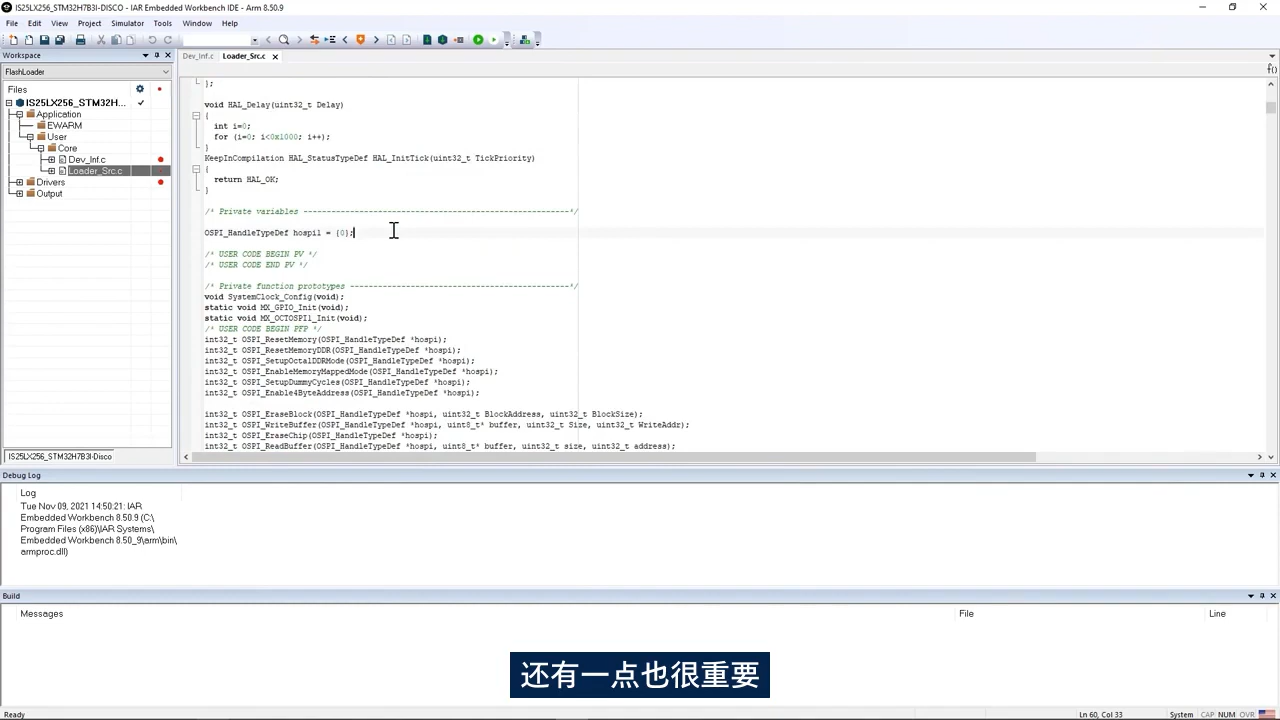 IS25LX256_STM32H7B3I-DISCO - IAR Embedded Workbench IDE - Arm 8.50.9
File Edit View Project Simulator Tools Window Help
Workspace
Dev_Inf.c Loader_Src.c
FlashLoader
Files
IS25LX256_STM32H...
Application
EWARM
User
Core
Dev_Inf.c
Loader_Src.c
Drivers
Output
IS25LX256_STM32H7B3I-Disco
};
void HAL_Delay(uint32_t Delay)
{
int i=0;
for (i=0; i<0x1000; i++);
}
KeepInCompilation HAL_StatusTypeDef HAL_InitTick(uint32_t TickPriority)
{
return HAL_OK;
}
/* Private variables ---------------------------------------------------------*/
OSPI_HandleTypeDef hospi1 = {0};
/* USER CODE BEGIN PV */
/* USER CODE END PV */
/* Private function prototypes -----------------------------------------------*/
void SystemClock_Config(void);
static void MX_GPIO_Init(void);
static void MX_OCTOSPI1_Init(void);
/* USER CODE BEGIN PFP */
int32_t OSPI_ResetMemory(OSPI_HandleTypeDef *hospi);
int32_t OSPI_ResetMemoryDDR(OSPI_HandleTypeDef *hospi);
int32_t OSPI_SetupOctalDDRMode(OSPI_HandleTypeDef *hospi);
int32_t OSPI_EnableMemoryMappedMode(OSPI_HandleTypeDef *hospi);
int32_t OSPI_SetupDummyCycles(OSPI_HandleTypeDef *hospi);
int32_t OSPI_Enable4ByteAddress(OSPI_HandleTypeDef *hospi);
int32_t OSPI_EraseBlock(OSPI_HandleTypeDef *hospi, uint32_t BlockAddress, uint32_t BlockSize);
int32_t OSPI_WriteBuffer(OSPI_HandleTypeDef *hospi, uint8_t* buffer, uint32_t Size, uint32_t WriteAddr);
int32_t OSPI_EraseChip(OSPI_HandleTypeDef *hospi);
int32_t OSPI_ReadBuffer(OSPI_HandleTypeDef *hospi, uint8_t* buffer, uint32_t size, uint32_t address);
Debug Log
Log
Tue Nov 09, 2021 14:50:21: IAR
Embedded Workbench 8.50.9 (C:\
Program Files (x86)\IAR Systems\
Embedded Workbench 8.50_9\arm\bin\
armproc.dll)
Build
Messages File Line
还有一点也很重要
Ready Ln 60, Col 33 System CAP NUM OVR